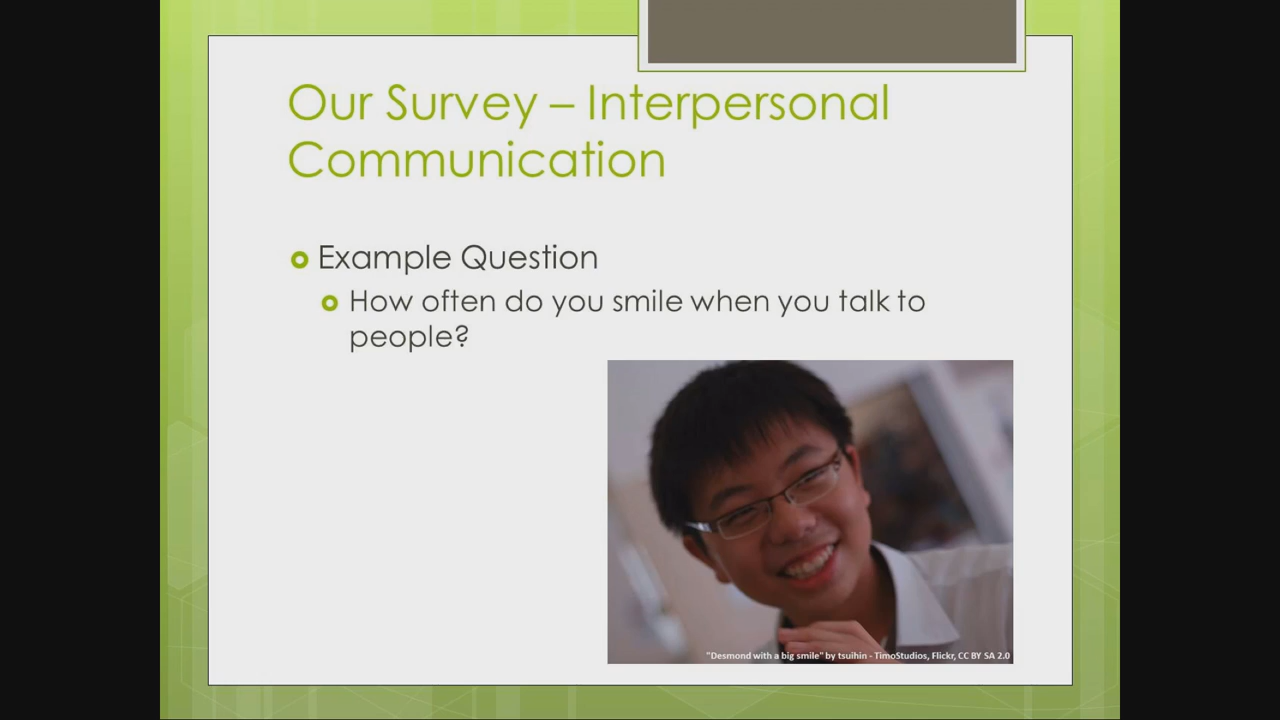 Our Survey – Interpersonal
Communication
Example Question
How often do you smile when you talk to
people?
"Desmond with a big smile" by tsuihin - TimoStudios, Flickr, CC BY SA 2.0